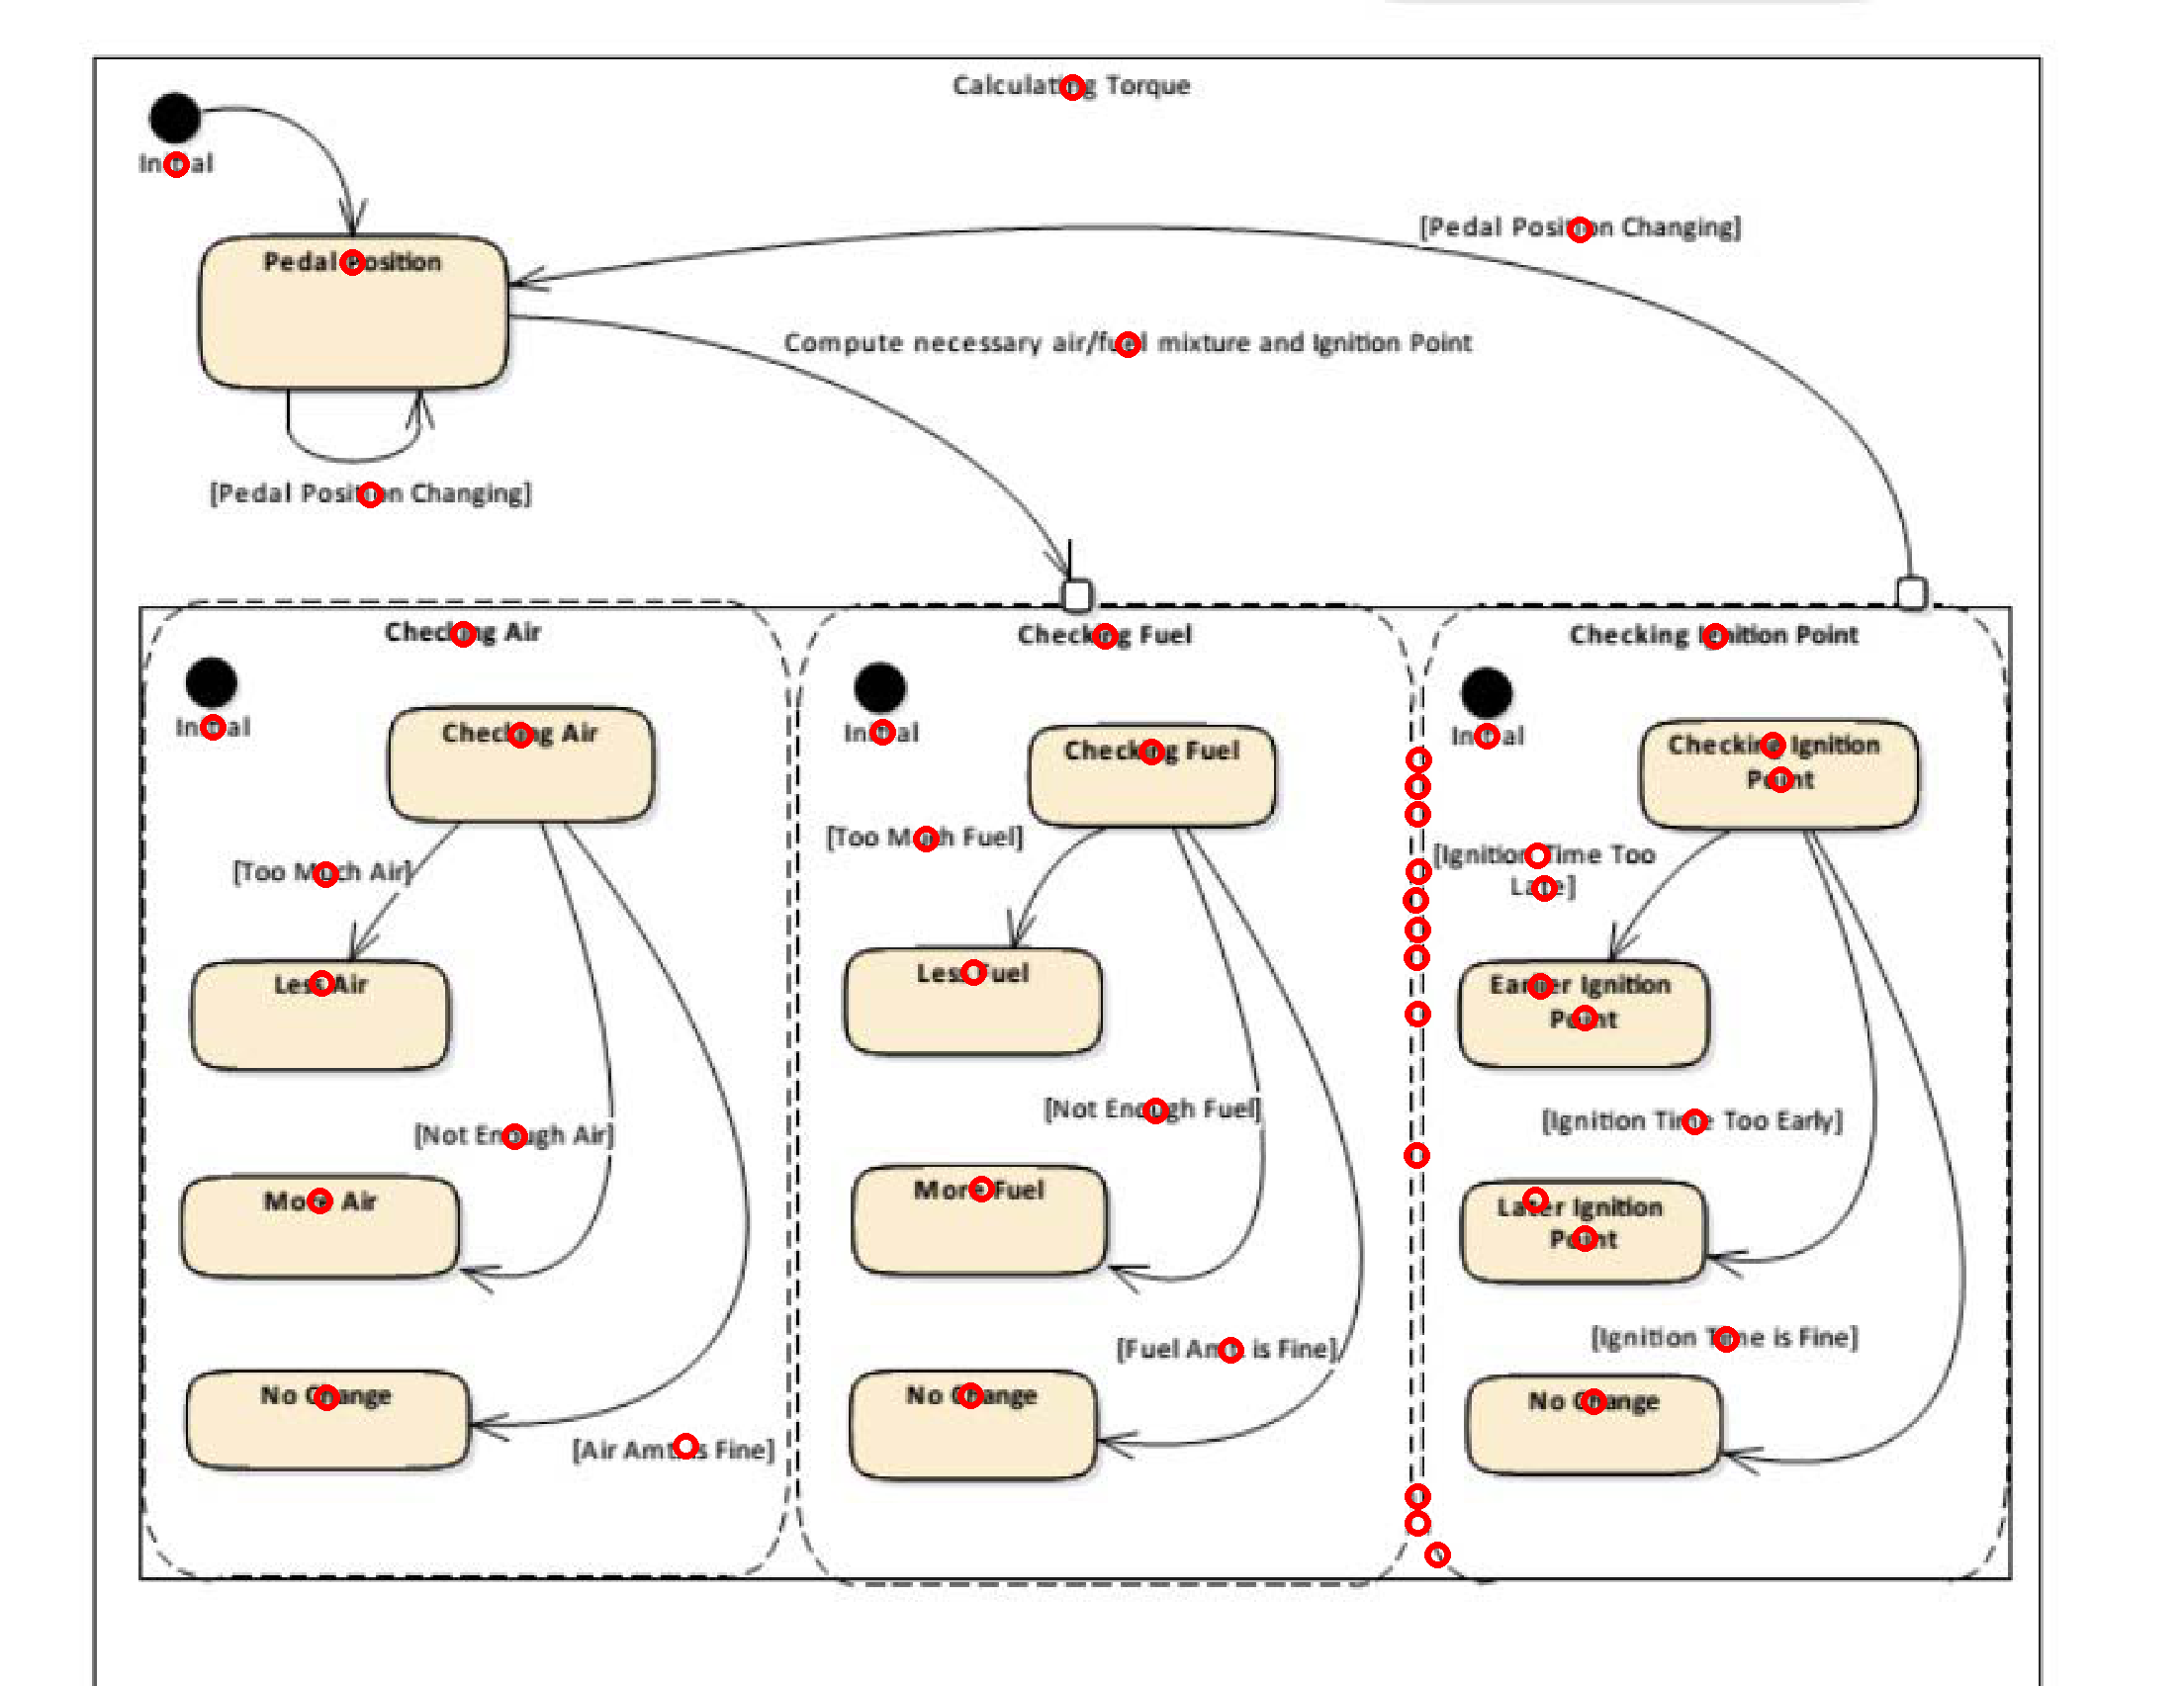 Calculating Torque
Initial
[Pedal Position Changing]
Pedal Position
Compute necessary air/fuel mixture and Ignition Point
[Pedal Position Changing]
Checking Air
Initial
Checking Air
[Too Much Air]
Less Air
[Not Enough Air]
More Air
No Change
[Air Amt. is Fine]
Checking Fuel
Initial
Checking Fuel
[Too Much Fuel]
Less Fuel
[Not Enough Fuel]
More Fuel
[Fuel Amt. is Fine]
No Change
Checking Ignition Point
Initial
Checking Ignition
Point
[Ignition Time Too
Late]
Earlier Ignition
Point
[Ignition Time Too Early]
Later Ignition
Point
[Ignition Time is Fine]
No Change